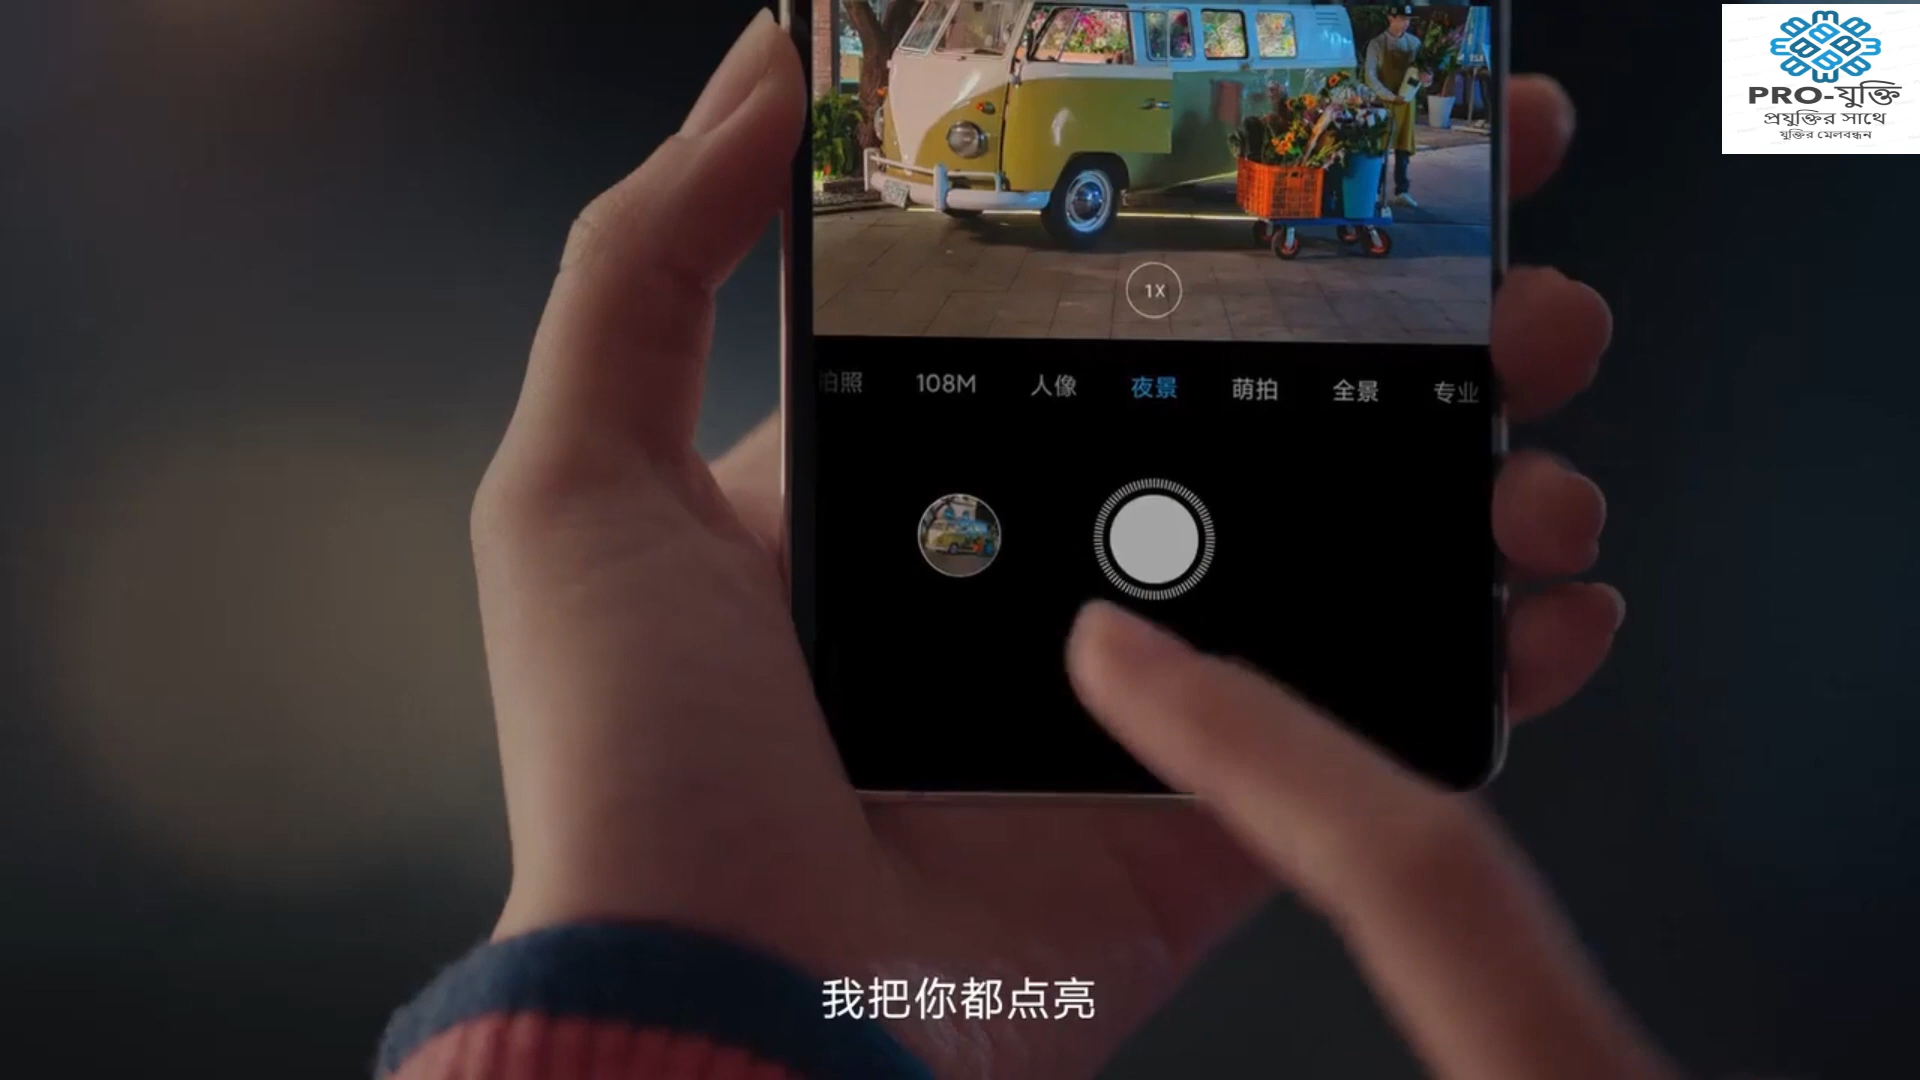 PRO-যুক্তি
প্রযুক্তির সাথে
যুক্তির মেলবন্ধন
1X
拍照 108M 人像 夜景 萌拍 全景 专业
我把你都点亮